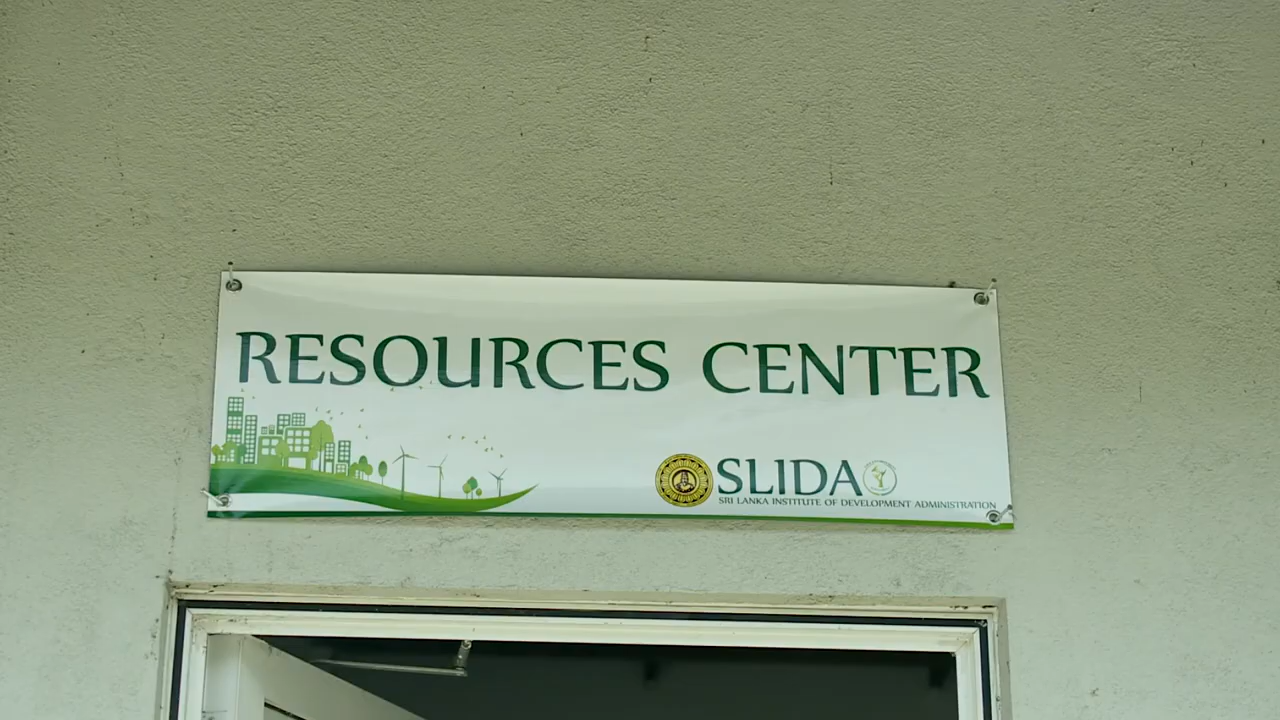 RESOURCES CENTER
SLIDA
SRI LANKA INSTITUTE OF DEVELOPMENT ADMINISTRATION